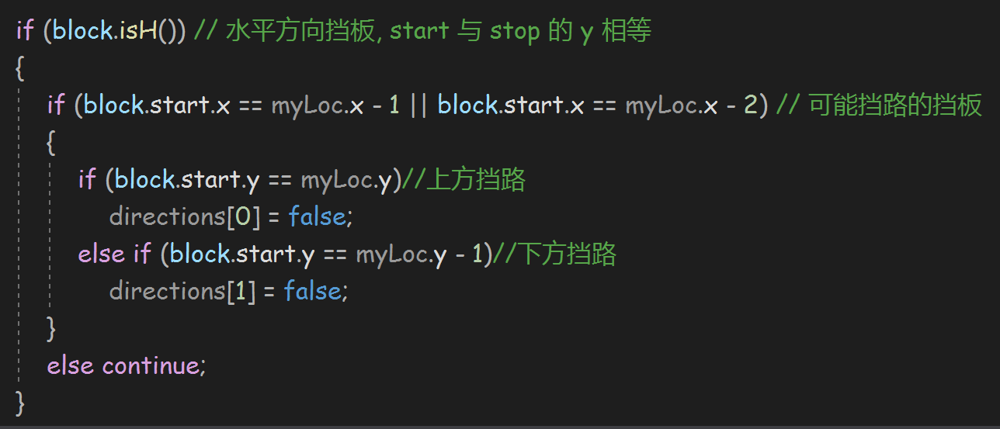 if (block.isH()) // 水平方向挡板, start 与 stop 的 y 相等
{
if (block.start.x == myLoc.x - 1 || block.start.x == myLoc.x - 2) // 可能挡路的挡板
{
if (block.start.y == myLoc.y)//上方挡路
directions[0] = false;
else if (block.start.y == myLoc.y - 1)//下方挡路
directions[1] = false;
}
else continue;
}